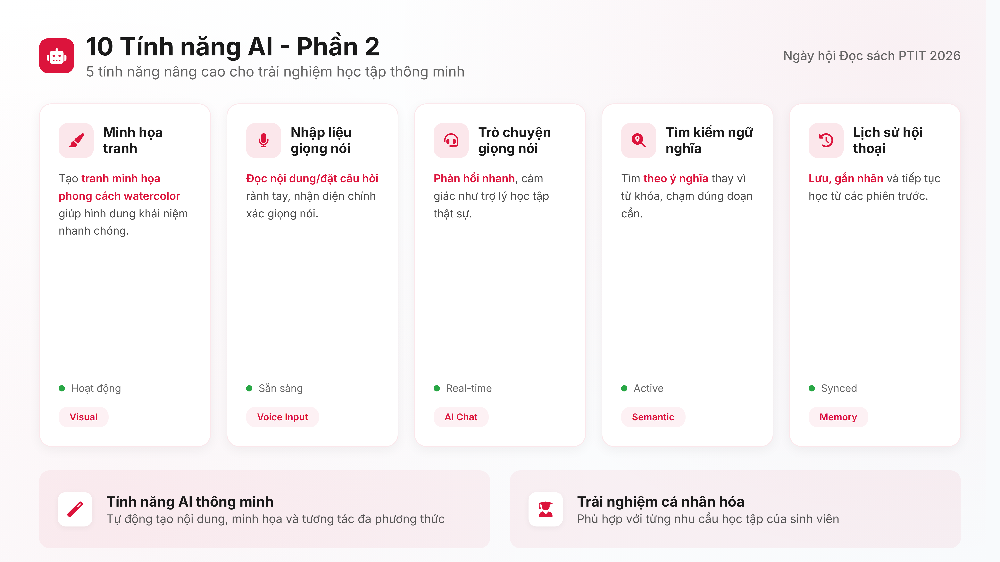 10 Tính năng AI - Phần 2
5 tính năng nâng cao cho trải nghiệm học tập thông minh
Ngày hội Đọc sách PTIT 2026
Minh họa
tranh
Tạo tranh minh họa
phong cách watercolor
giúp hình dung khái niệm
nhanh chóng.
Hoạt động
Visual
Nhập liệu
giọng nói
Đọc nội dung/đặt câu hỏi
rảnh tay, nhận diện chính
xác giọng nói.
Sẵn sàng
Voice Input
Trò chuyện
giọng nói
Phản hồi nhanh, cảm
giác như trợ lý học tập
thật sự.
Real-time
AI Chat
Tìm kiếm ngữ
nghĩa
Tìm theo ý nghĩa thay vì
từ khóa, chạm đúng đoạn
cần.
Active
Semantic
Lịch sử hội
thoại
Lưu, gắn nhãn và tiếp tục
học từ các phiên trước.
Synced
Memory
Tính năng AI thông minh
Tự động tạo nội dung, minh họa và tương tác đa phương thức
Trải nghiệm cá nhân hóa
Phù hợp với từng nhu cầu học tập của sinh viên